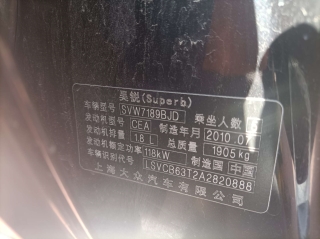 昊锐(Superb)
车辆型号 SVW7189BJD 乘坐人数 5
发动机型号 CEA 制造年月 2010 07
发动机排量 1.8 L 总质量 1905kg
发动机额定功率 118kW 制造国 中国
车辆识别代号 LSVCB63T2A2820888
上海大众汽车有限公司